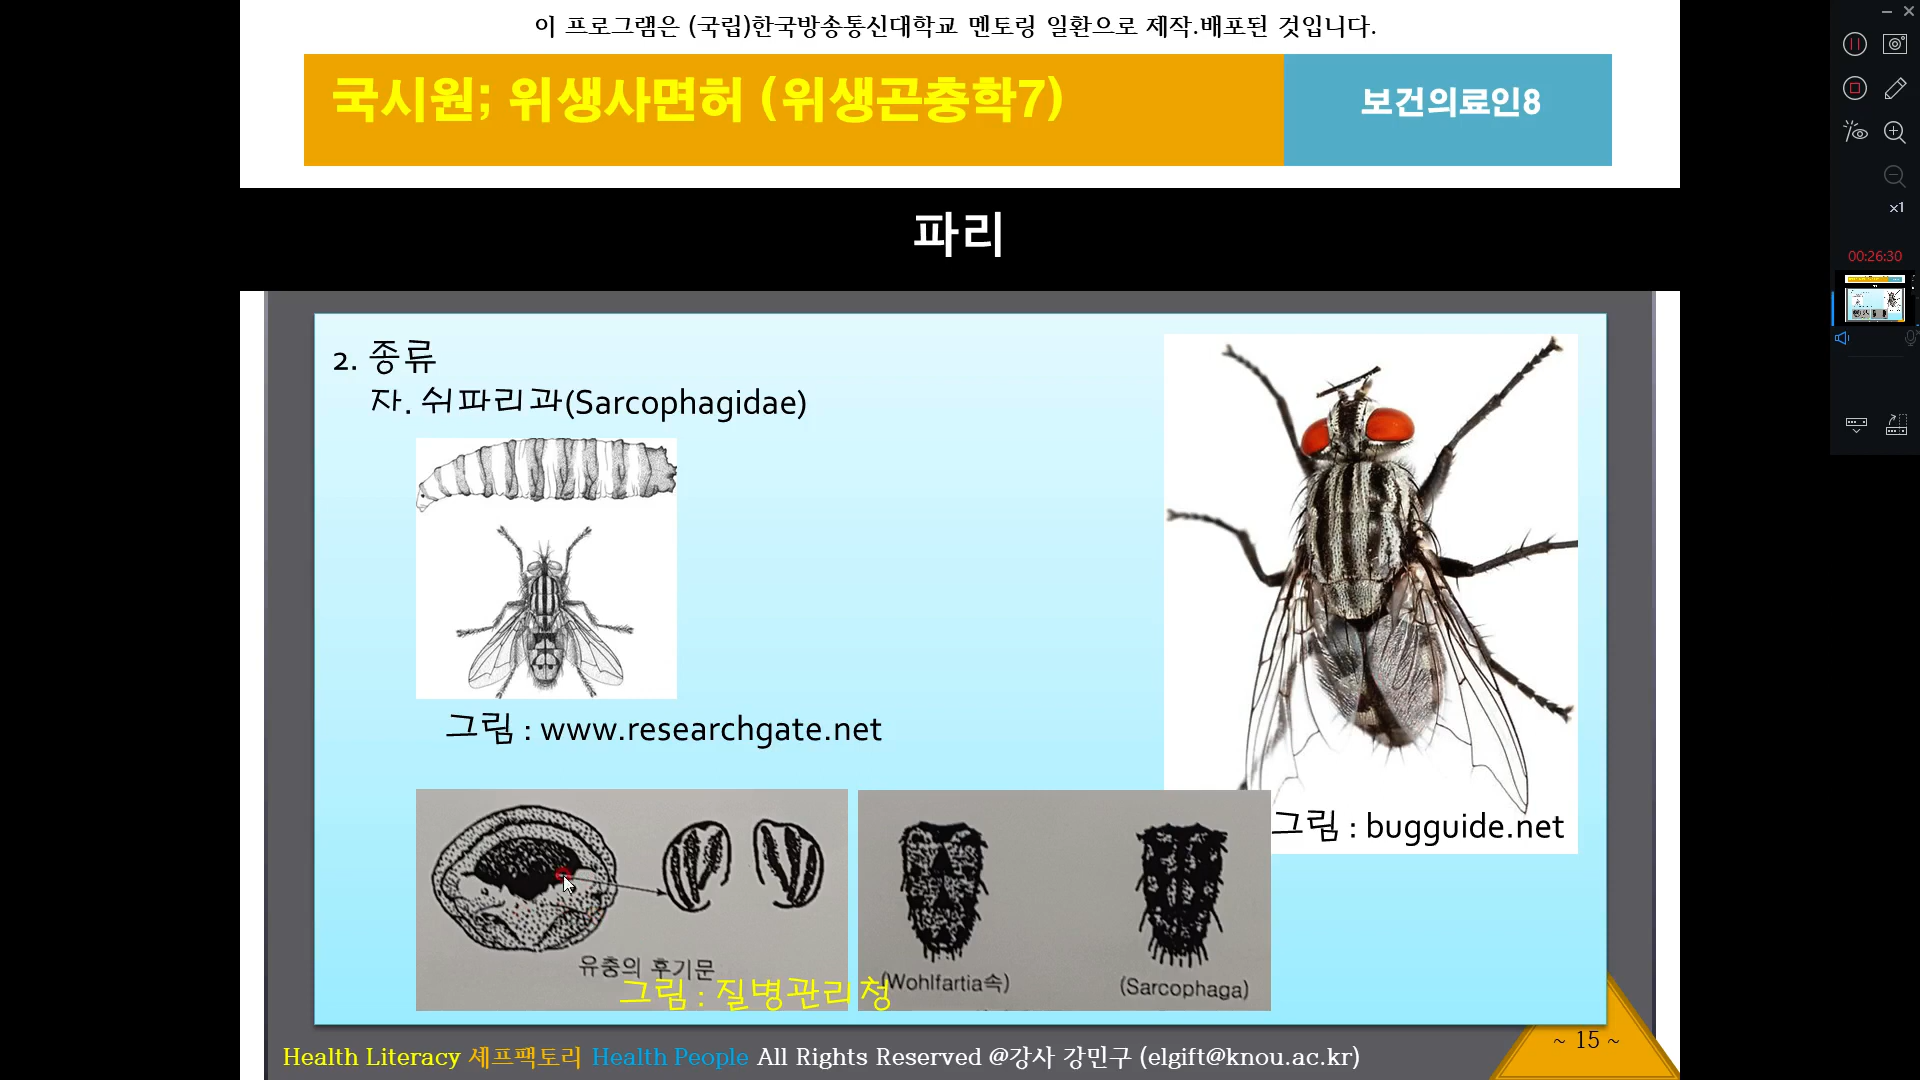 이 프로그램은 (국립)한국방송통신대학교 멘토링 일환으로 제작.배포된 것입니다.
국시원; 위생사면허 (위생곤충학7)
보건의료인8
x1
00:26:30
파리
2. 종류
자. 쉬파리과(Sarcophagidae)
그림 : www.researchgate.net
그림 : bugguide.net
유충의 후기문
(Wohlfartia속)
(Sarcophaga)
그림 : 질병관리청
~ 15 ~
Health Literacy 셰프팩토리 Health People All Rights Reserved @강사 강민구 (elgift@knou.ac.kr)